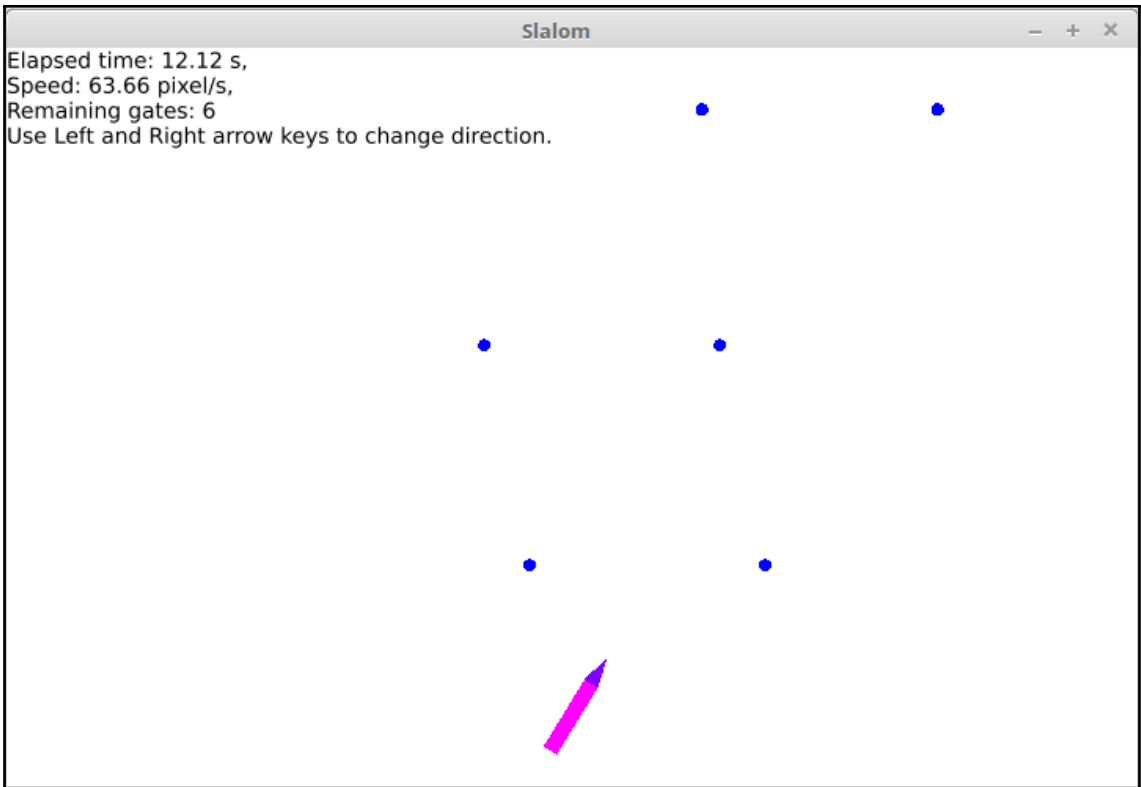 Slalom
Elapsed time: 12.12 s,
Speed: 63.66 pixel/s,
Remaining gates: 6
Use Left and Right arrow keys to change direction.